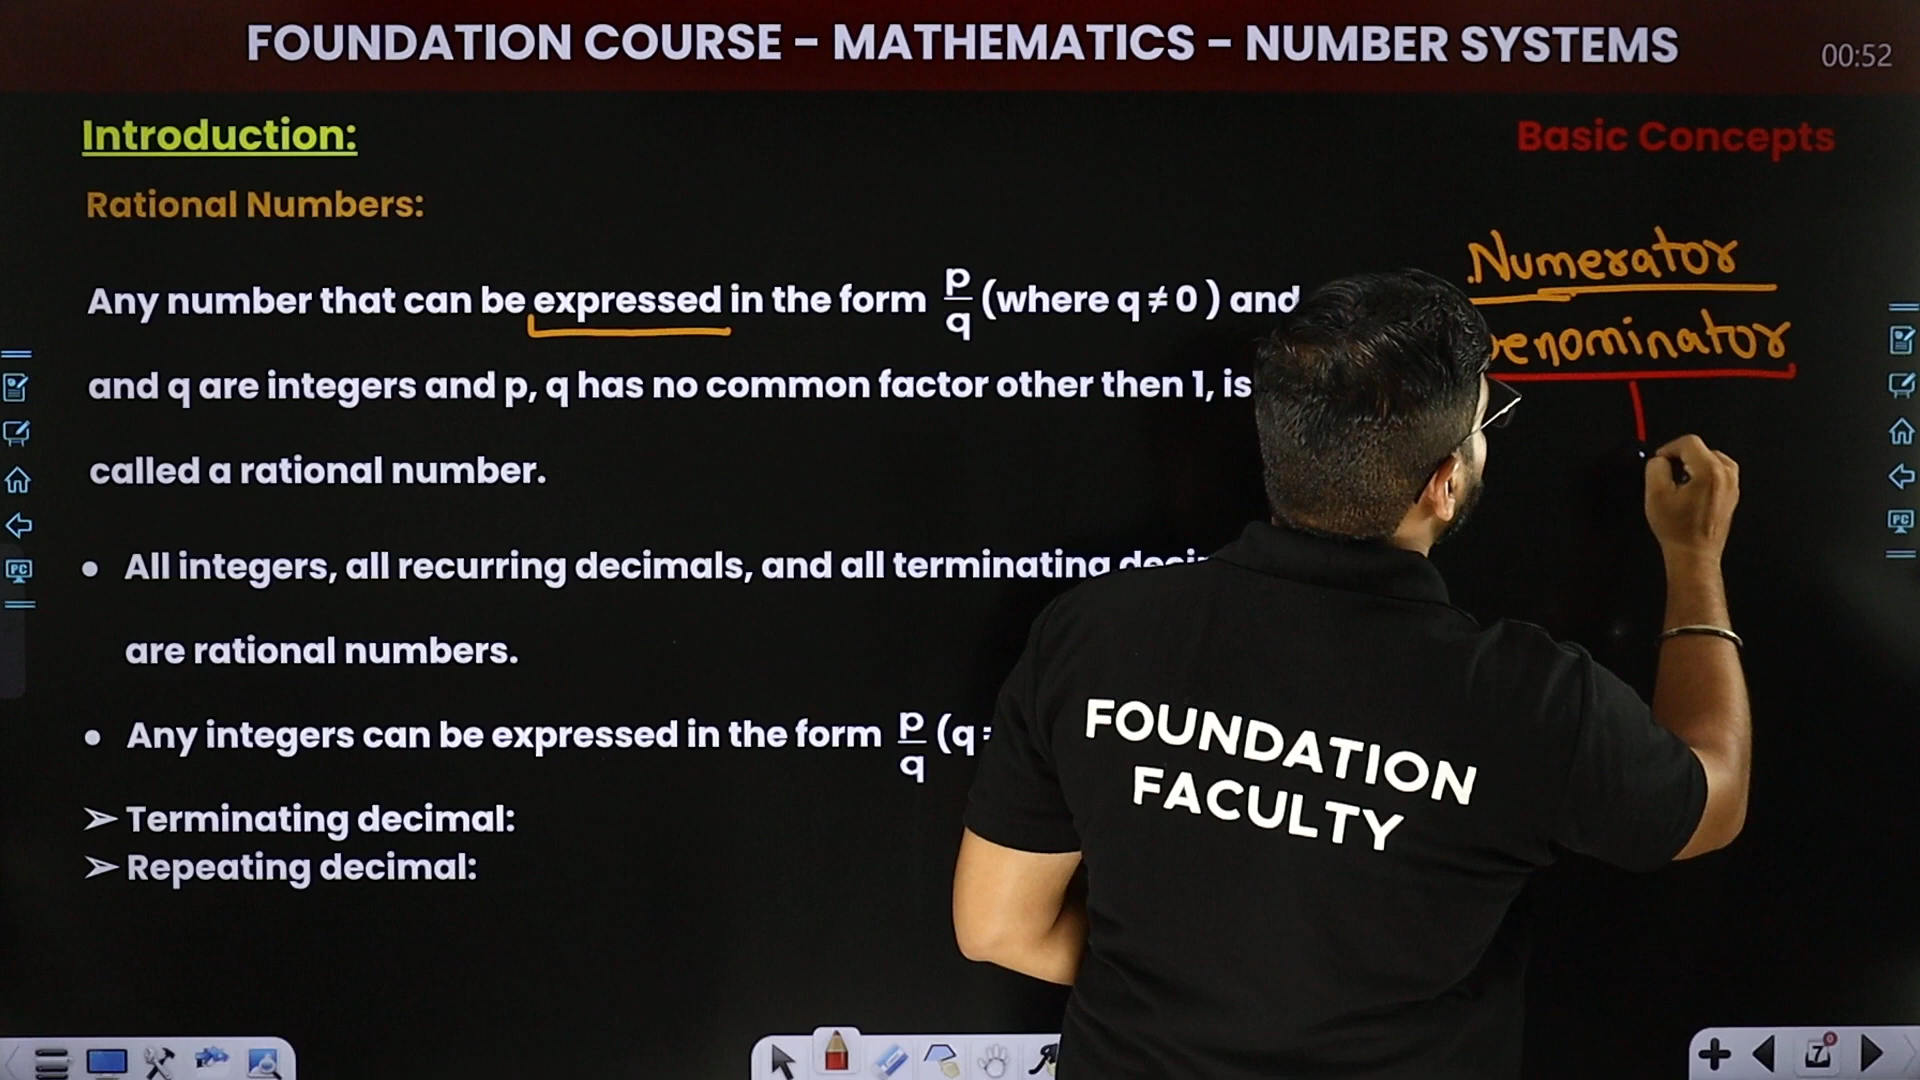 FOUNDATION COURSE - MATHEMATICS - NUMBER SYSTEMS
00:52
Introduction:
Basic Concepts
Rational Numbers:
Numerator
Any number that can be expressed in the form p/q (where q ≠ 0 ) and
enominator
and q are integers and p, q has no common factor other then 1, is
called a rational number.
• All integers, all recurring decimals, and all terminating
are rational numbers.
• Any integers can be expressed in the form p/q (q
➢ Terminating decimal:
➢ Repeating decimal:
FOUNDATION
FACULTY
PC
PC
7